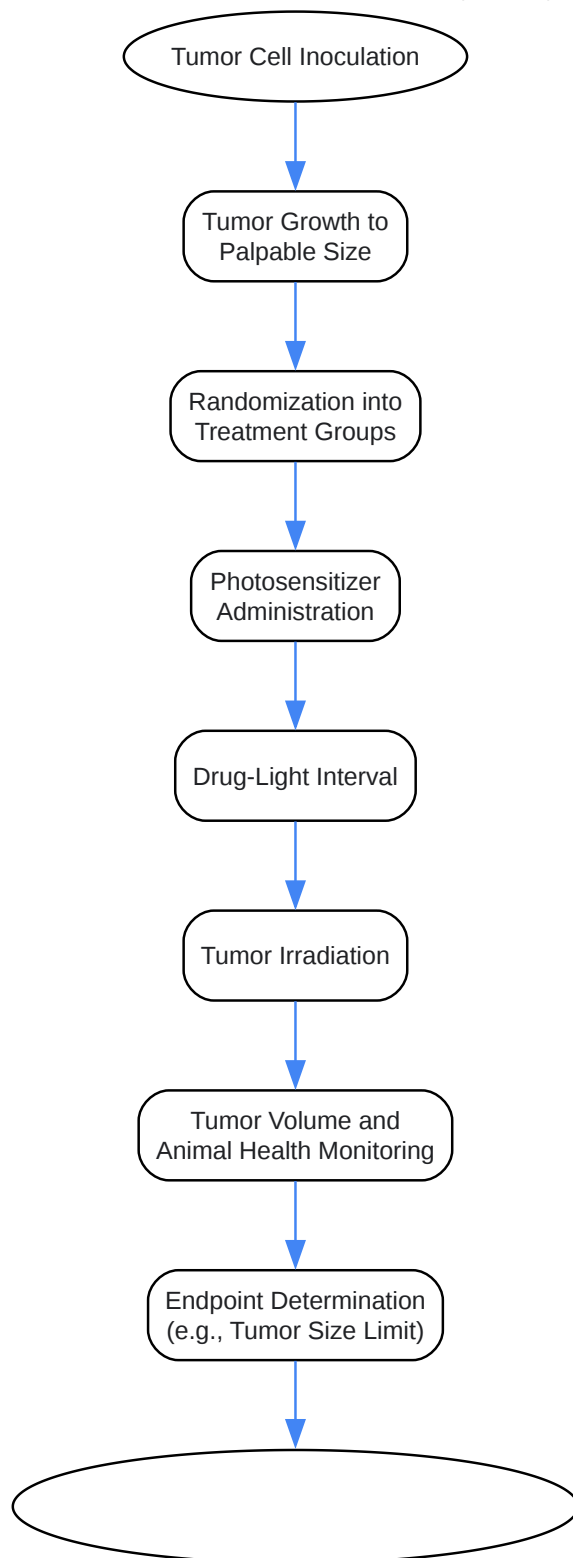 Tumor Cell Inoculation
Tumor Growth to
Palpable Size
Randomization into
Treatment Groups
Photosensitizer
Administration
Drug-Light Interval
Tumor Irradiation
Tumor Volume and
Animal Health Monitoring
Endpoint Determination
(e.g., Tumor Size Limit)